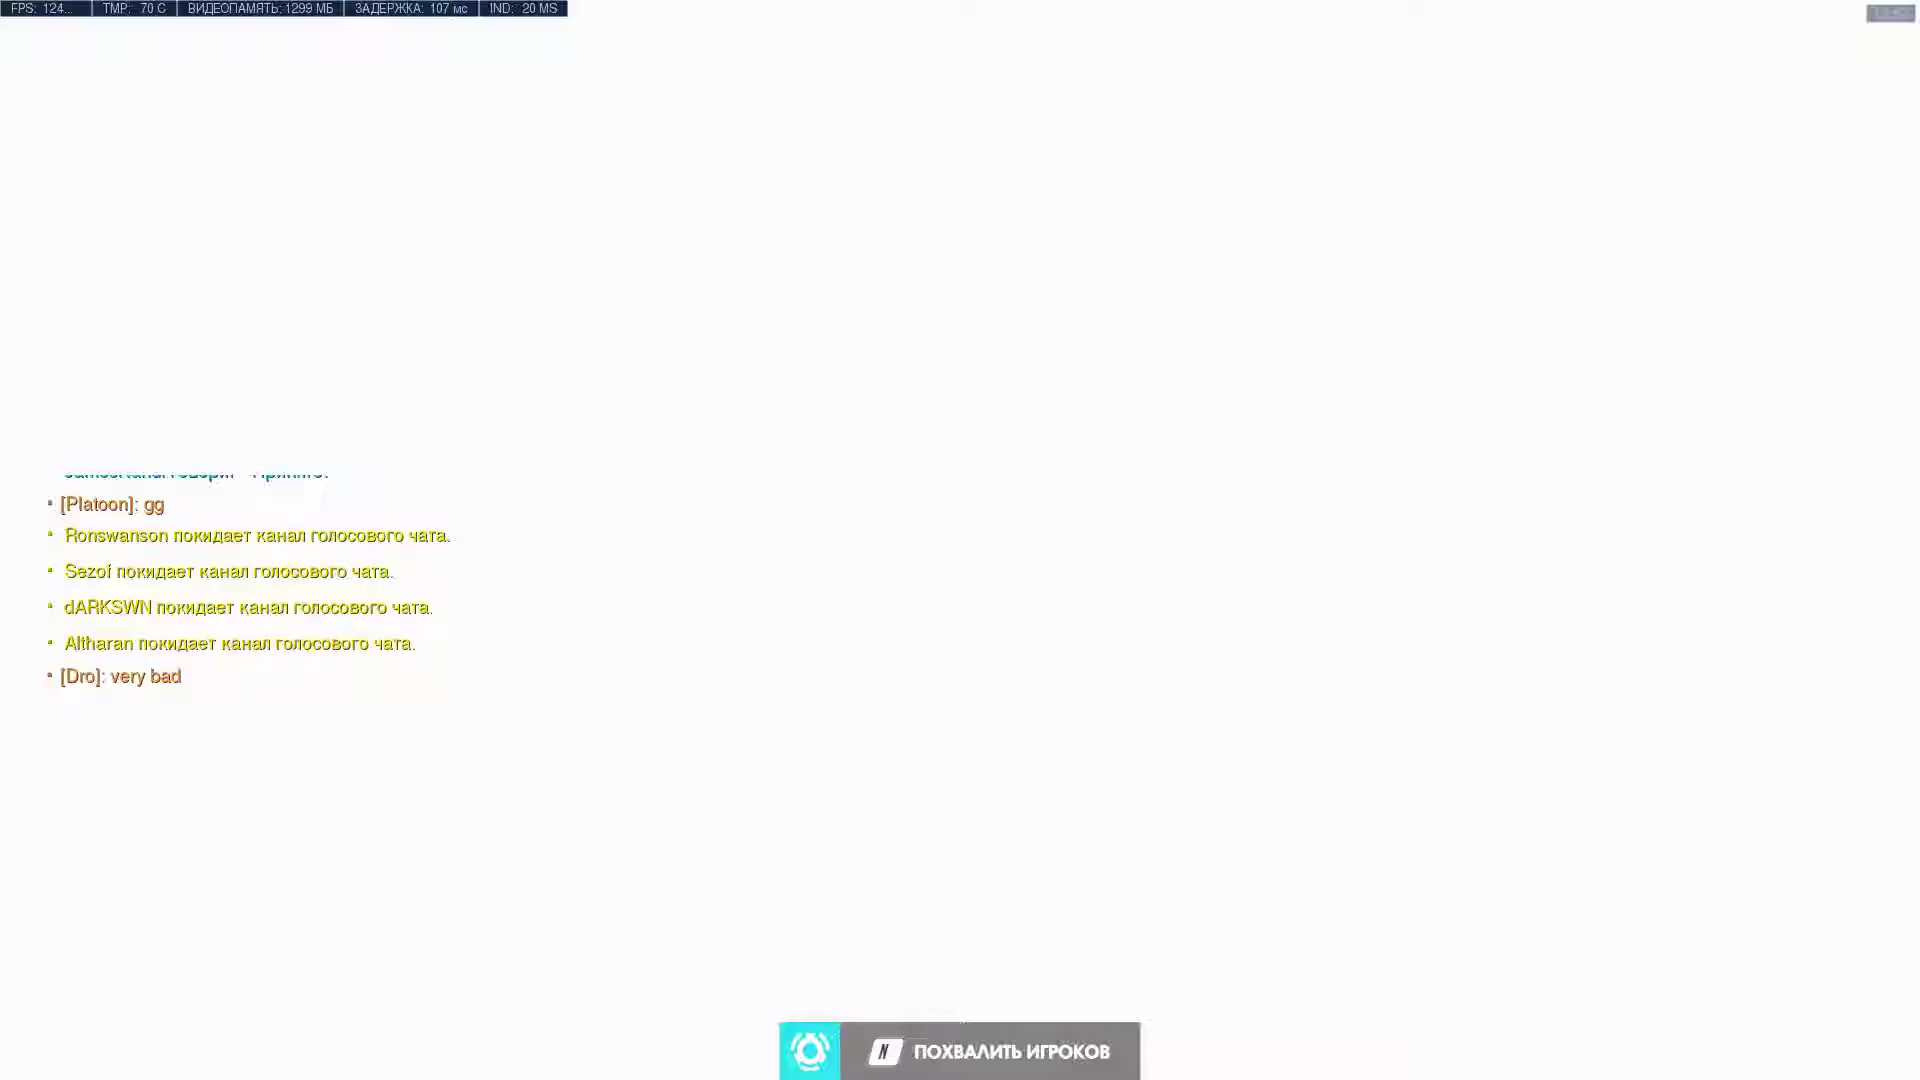 FPS: 124... TMP: 70 C ВИДЕОПАМЯТЬ: 1299 МБ ЗАДЕРЖКА: 107 мс IND: 20 MS
• [Platoon]: gg
• Ronswanson покидает канал голосового чата.
• Sezof покидает канал голосового чата.
• dARKSWN покидает канал голосового чата.
• Altharan покидает канал голосового чата.
• [Dro]: very bad
N ПОХВАЛИТЬ ИГРОКОВ